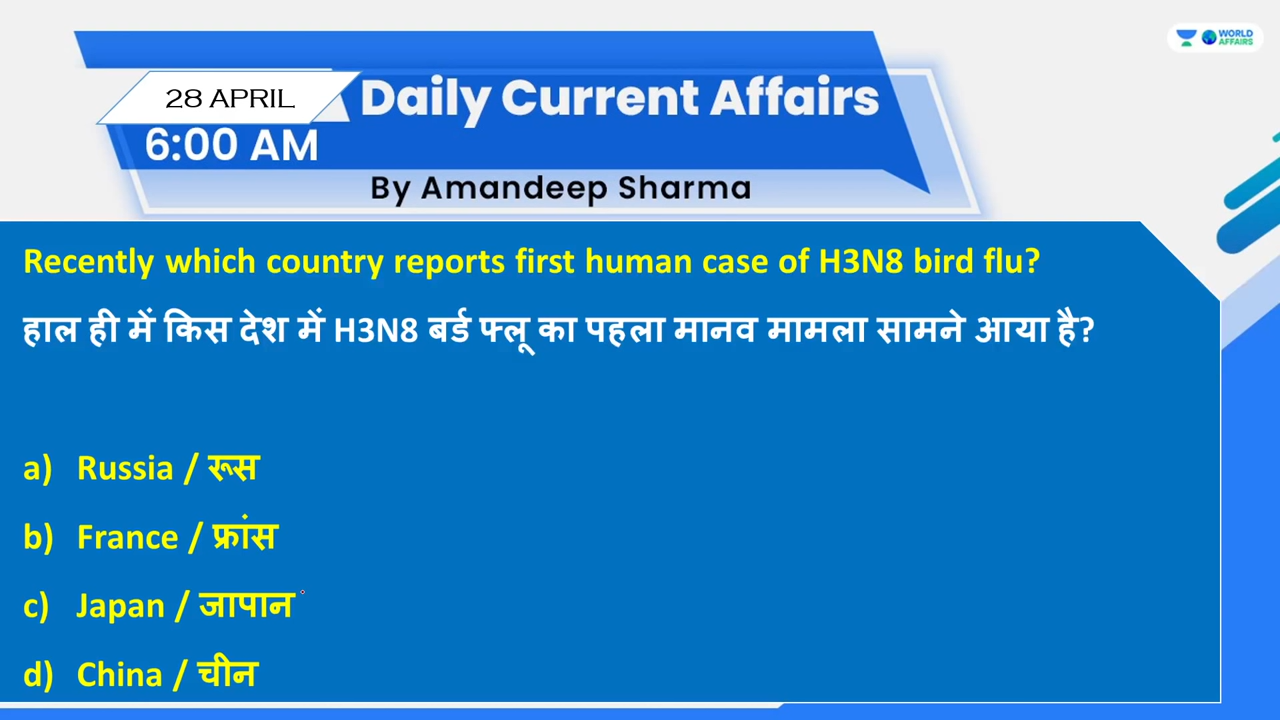 WORLD
AFFAIRS
28 APRIL
Daily Current Affairs
6:00 AM
By Amandeep Sharma
Recently which country reports first human case of H3N8 bird flu?
हाल ही में किस देश में H3N8 बर्ड फ्लू का पहला मानव मामला सामने आया है?
a) Russia / रूस
b) France / फ्रांस
c) Japan / जापान
d) China / चीन